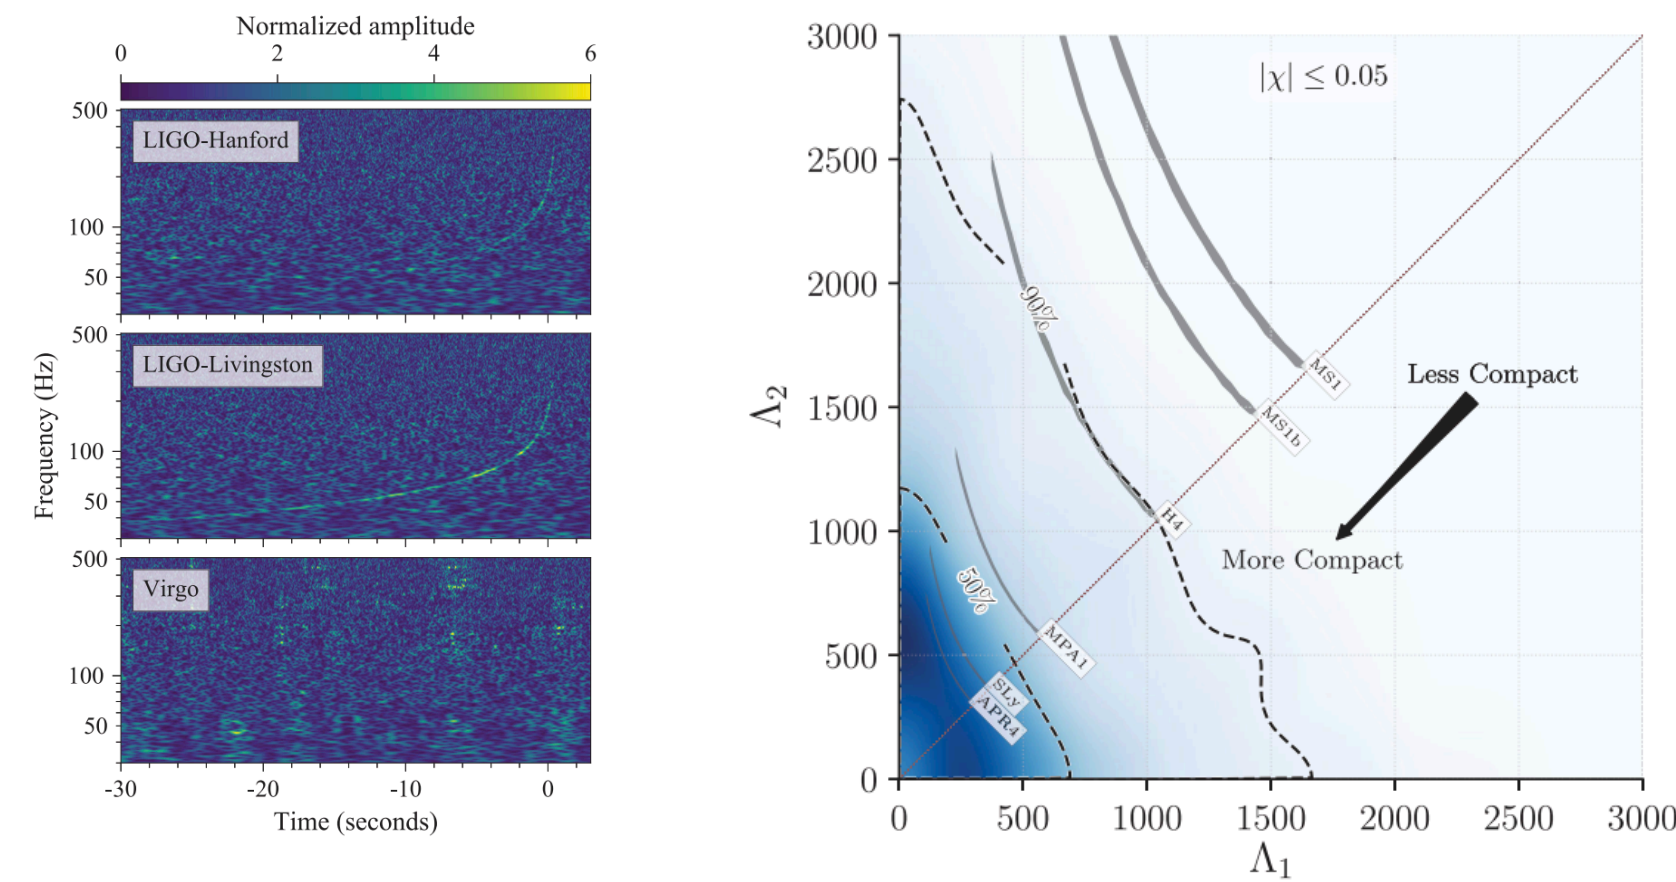 Normalized amplitude
0 2 4 6
500
LIGO-Hanford
100
50
500
LIGO-Livingston
100
50
500
Virgo
100
50
-30 -20 -10 0
Time (seconds)
Frequency (Hz)
3000
|χ| ≤ 0.05
2500
2000
90%
MS1
Less Compact
1500
MS1b
Λ₂
H4
1000
More Compact
50%
MPA1
500
SLy
APR4
0
0 500 1000 1500 2000 2500 3000
Λ₁